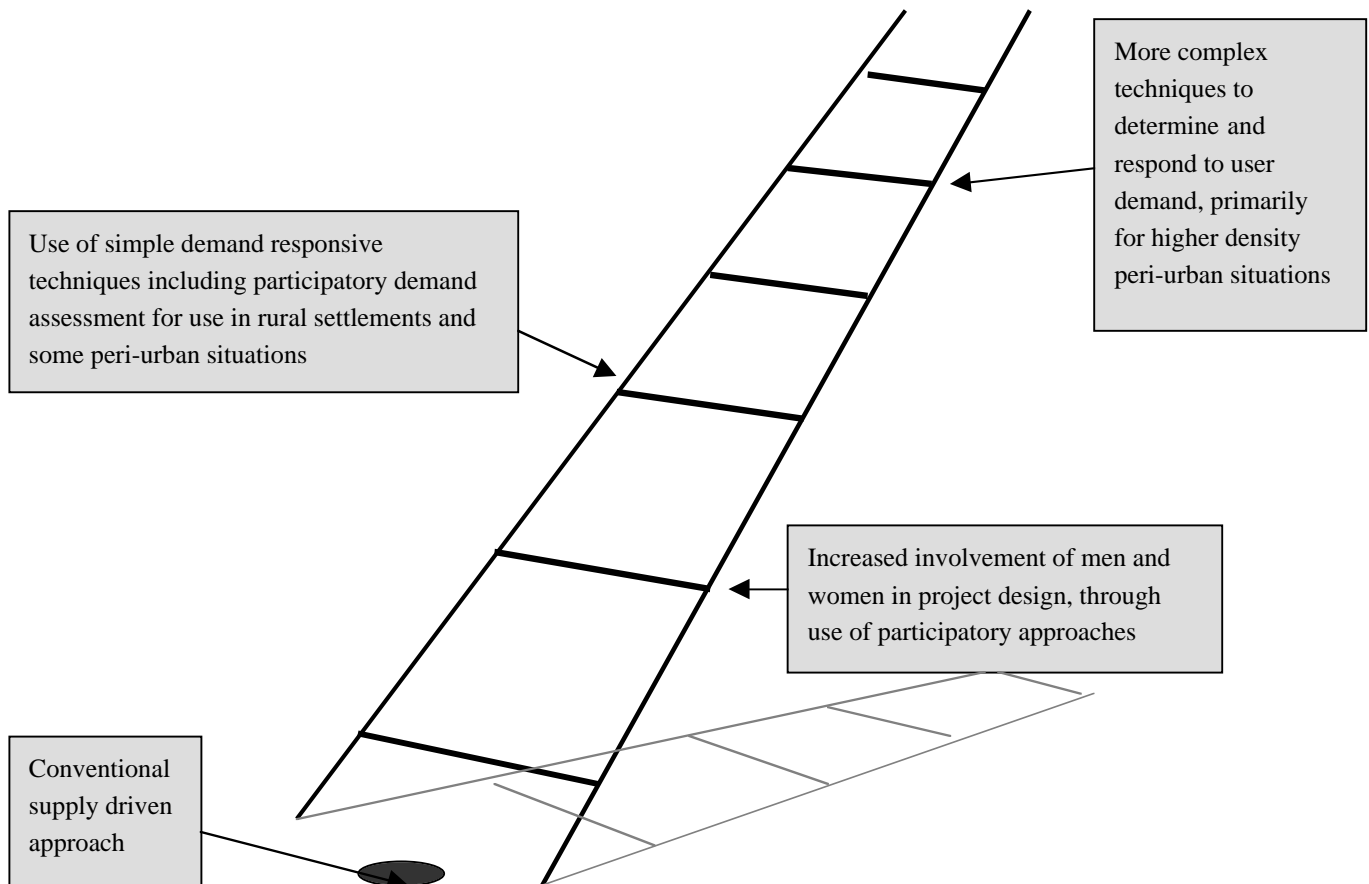 More complex
techniques to
determine and
respond to user
demand, primarily
for higher density
peri-urban situations
Use of simple demand responsive
techniques including participatory demand
assessment for use in rural settlements and
some peri-urban situations
Increased involvement of men and
women in project design, through
use of participatory approaches
Conventional
supply driven
approach